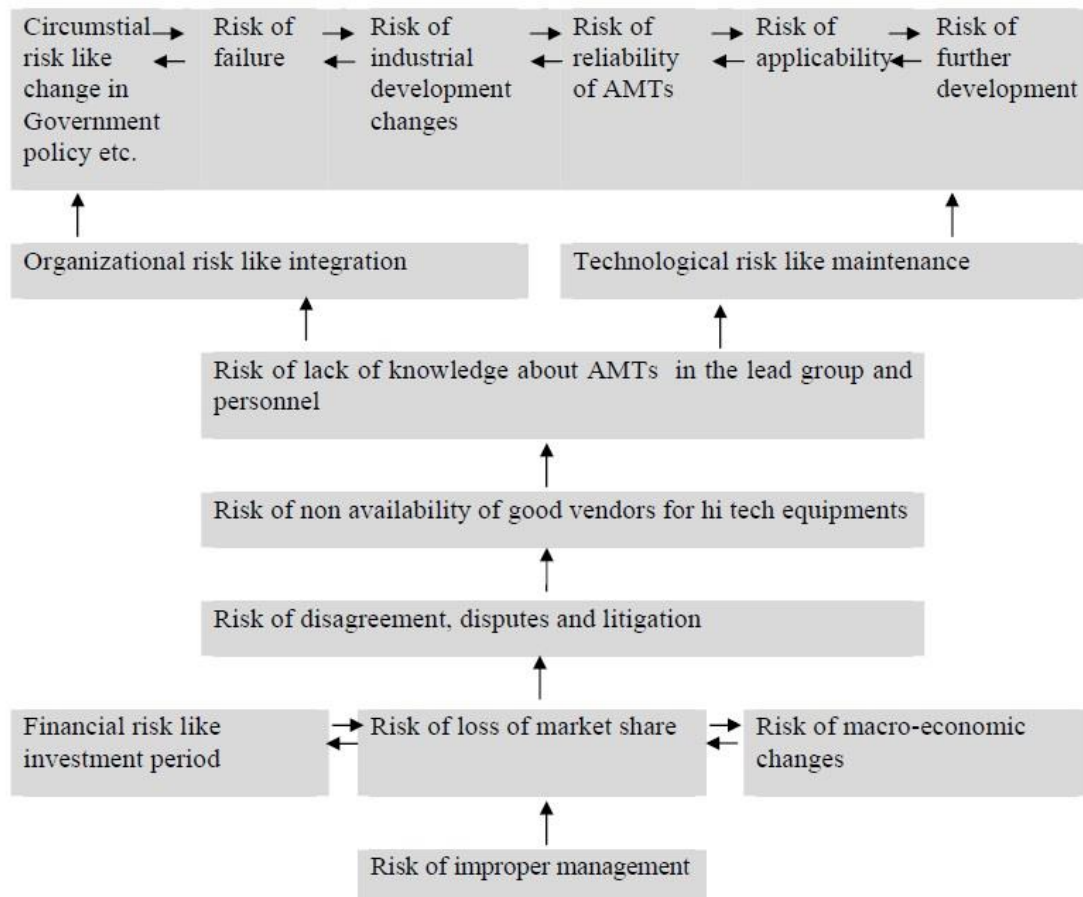 Circumstial
risk like
change in
Government
policy etc.
Risk of
failure
Risk of
industrial
development
changes
Risk of
reliability
of AMTs
Risk of
applicability
Risk of
further
development
Organizational risk like integration
Technological risk like maintenance
Risk of lack of knowledge about AMTs in the lead group and
personnel
Risk of non availability of good vendors for hi tech equipments
Risk of disagreement, disputes and litigation
Financial risk like
investment period
Risk of loss of market share
Risk of macro-economic
changes
Risk of improper management